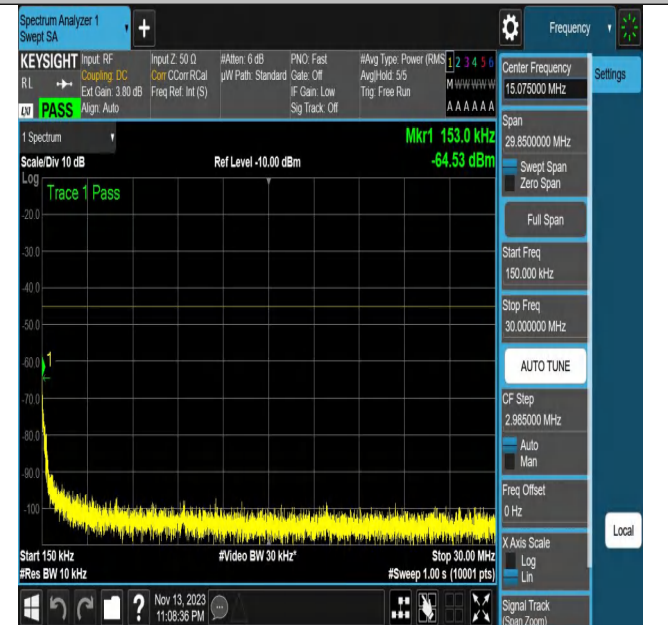 Spectrum Analyzer 1
Swept SA
Frequency
KEYSIGHT
RL
PASS
Input: RF
Coupling: DC
Ext Gain: 3.80 dB
Align: Auto
Input Z: 50 Ω
Corr CCorr RCal
Freq Ref: Int (S)
#Atten: 6 dB
µW Path: Standard
PNO: Fast
Gate: Off
IF Gain: Low
Sig Track: Off
#Avg Type: Power (RMS
Avg|Hold: 5/5
Trig: Free Run
1 2 3 4 5 6
M W W W W W
A A A A A A
1 Spectrum
Scale/Div 10 dB
Ref Level -10.00 dBm
Mkr1 153.0 kHz
-64.53 dBm
Log
Trace 1 Pass
-20.0
-30.0
-40.0
-50.0
-60.0
1
-70.0
-80.0
-90.0
-100
Start 150 kHz
#Video BW 30 kHz*
Stop 30.00 MHz
#Res BW 10 kHz
#Sweep 1.00 s (10001 pts)
Nov 13, 2023
11:08:36 PM
Center Frequency
15.075000 MHz
Settings
Span
29.8500000 MHz
Swept Span
Zero Span
Full Span
Start Freq
150.000 kHz
Stop Freq
30.000000 MHz
AUTO TUNE
CF Step
2.985000 MHz
Auto
Man
Freq Offset
0 Hz
X Axis Scale
Log
Lin
Local
Signal Track
(Span Zoom)